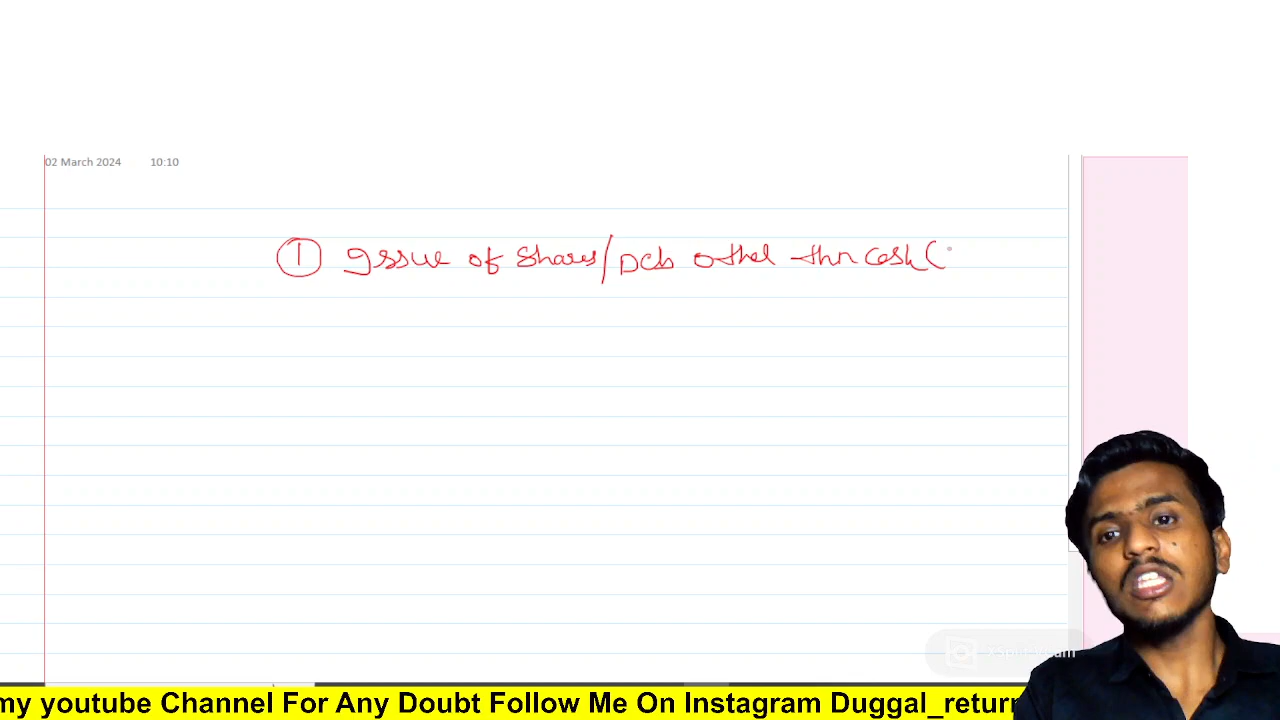 02 March 2024 10:10
① Issue of Shares/Deb other than cash (
my youtube Channel For Any Doubt Follow Me On Instagram Duggal_return